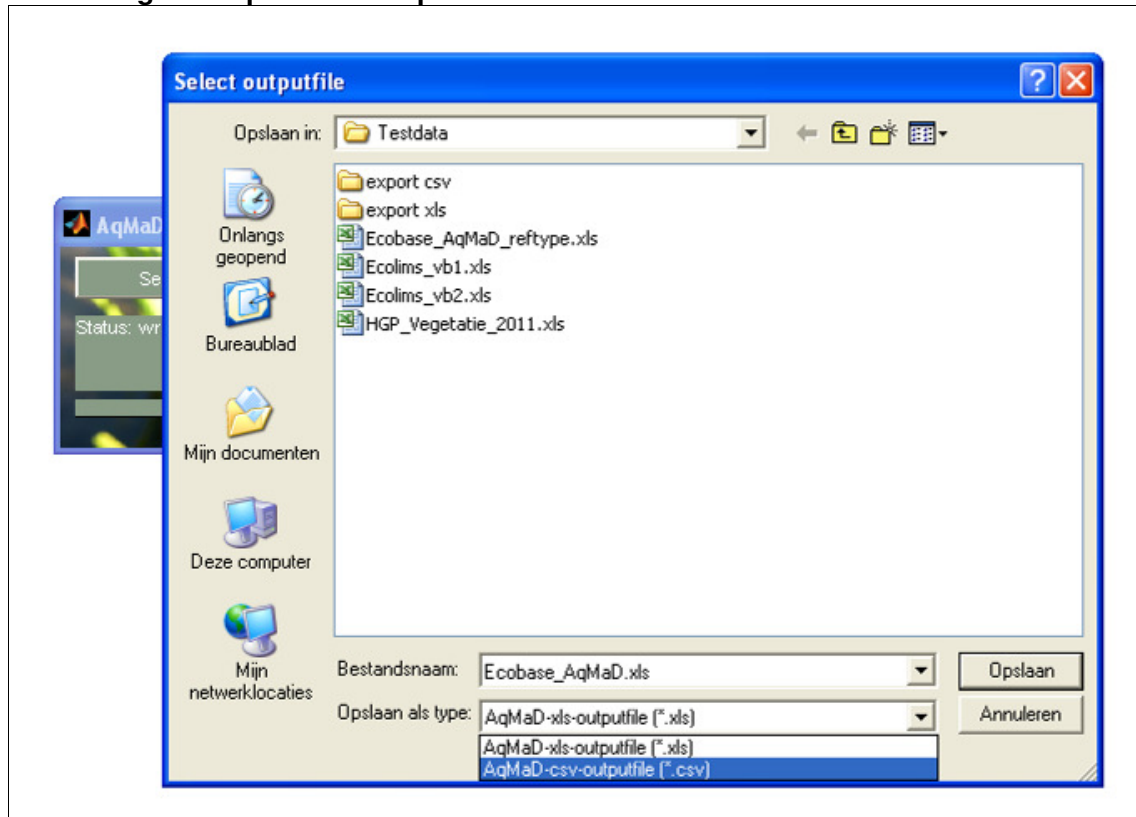 Select outputfile
Opslaan in:
Testdata
export csv
export xls
Ecobase_AqMaD_reftype.xls
Ecolims_vb1.xls
Ecolims_vb2.xls
HGP_Vegetatie_2011.xls
Onlangs
geopend
Bureaublad
Mijn documenten
Deze computer
Mijn
netwerklocaties
Bestandsnaam:
Ecobase_AqMaD.xls
Opslaan
Opslaan als type:
AqMaD-xls-outputfile (*.xls)
Annuleren
AqMaD-xls-outputfile (*.xls)
AqMaD-csv-outputfile (*.csv)
AqMaD
Se
Status: wr